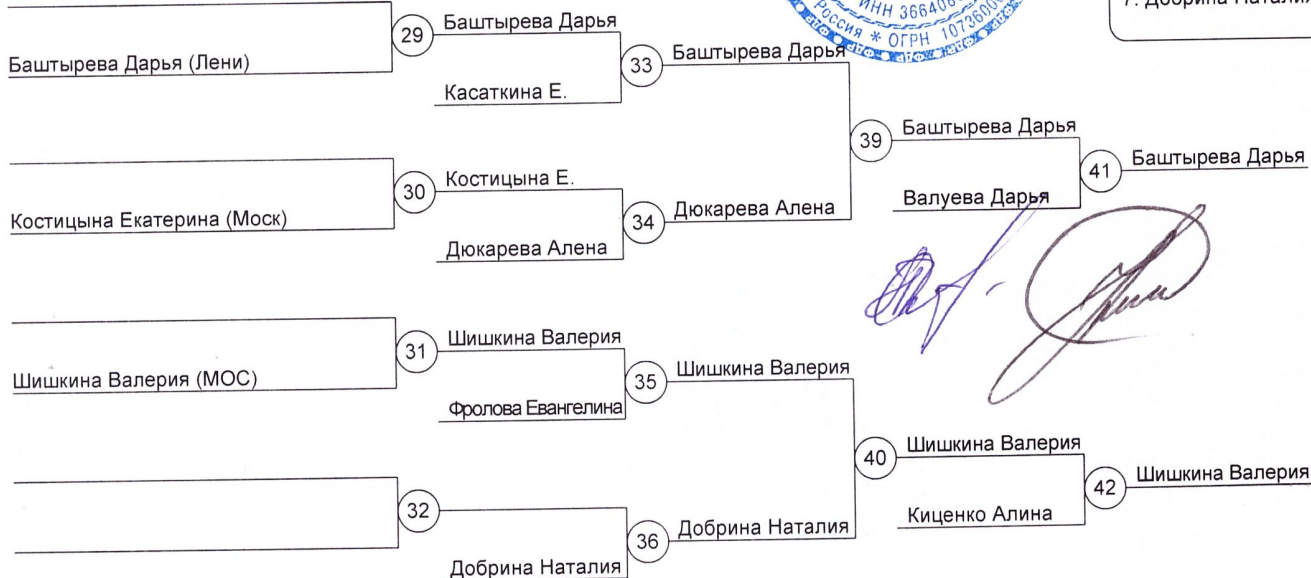 ИНН 36640
Россия * ОГРН 1073600
7. Добрина Наталия
29
Баштырева Дарья
Баштырева Дарья (Лени)
33
Баштырева Дарья
Касаткина Е.
39
Баштырева Дарья
41
Баштырева Дарья
30
Костицына Е.
Валуева Дарья
Костицына Екатерина (Моск)
34
Дюкарева Алена
Дюкарева Алена
31
Шишкина Валерия
Шишкина Валерия (МОС)
35
Шишкина Валерия
Фролова Евангелина
40
Шишкина Валерия
42
Шишкина Валерия
32
Киценко Алина
36
Добрина Наталия
Добрина Наталия